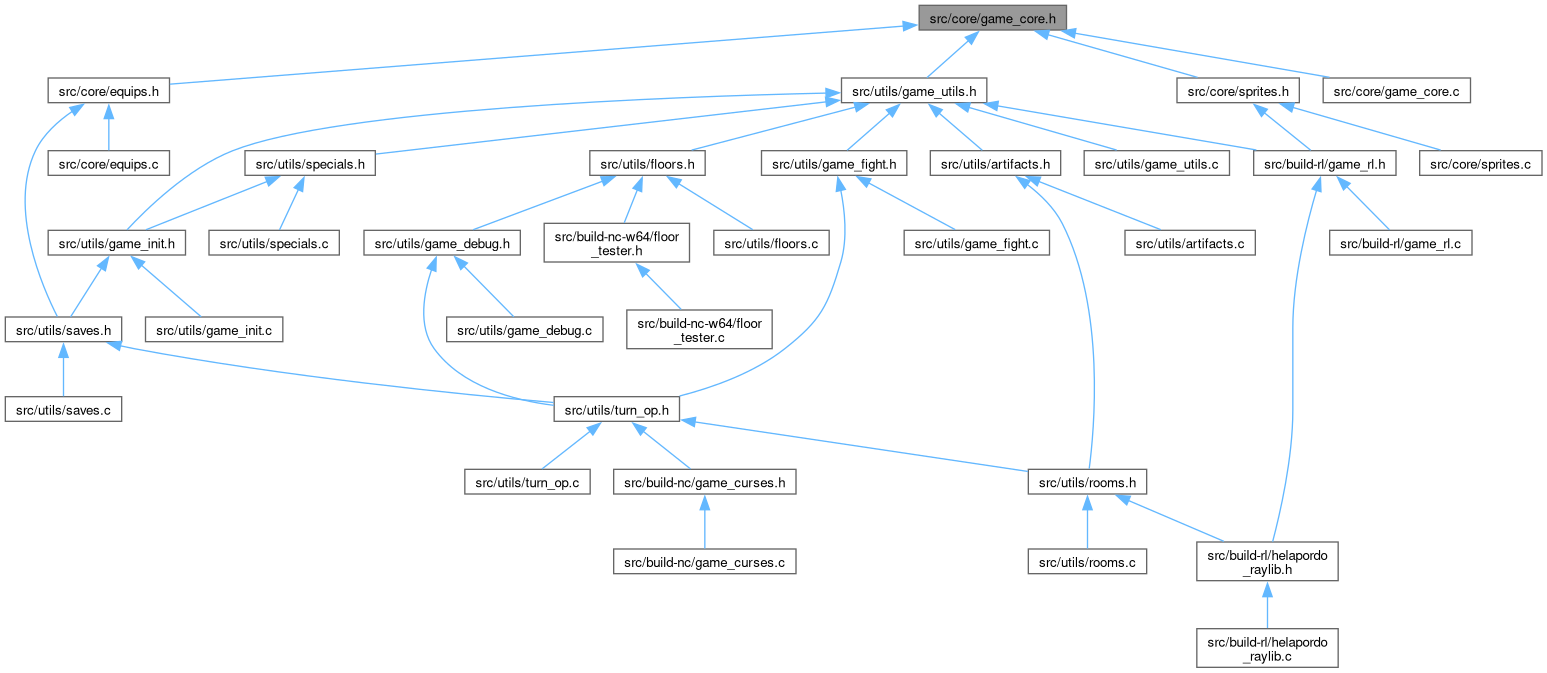 src/core/game_core.h
src/core/equips.h
src/utils/game_utils.h
src/core/sprites.h
src/core/game_core.c
src/core/equips.c
src/utils/specials.h
src/utils/floors.h
src/utils/game_fight.h
src/utils/artifacts.h
src/utils/game_utils.c
src/build-rl/game_rl.h
src/core/sprites.c
src/utils/game_init.h
src/utils/specials.c
src/utils/game_debug.h
src/build-nc-w64/floor
_tester.h
src/utils/floors.c
src/utils/game_fight.c
src/utils/artifacts.c
src/build-rl/game_rl.c
src/utils/saves.h
src/utils/game_init.c
src/utils/game_debug.c
src/build-nc-w64/floor
_tester.c
src/utils/saves.c
src/utils/turn_op.h
src/utils/turn_op.c
src/build-nc/game_curses.h
src/utils/rooms.h
src/build-nc/game_curses.c
src/utils/rooms.c
src/build-rl/helapordo
_raylib.h
src/build-rl/helapordo
_raylib.c